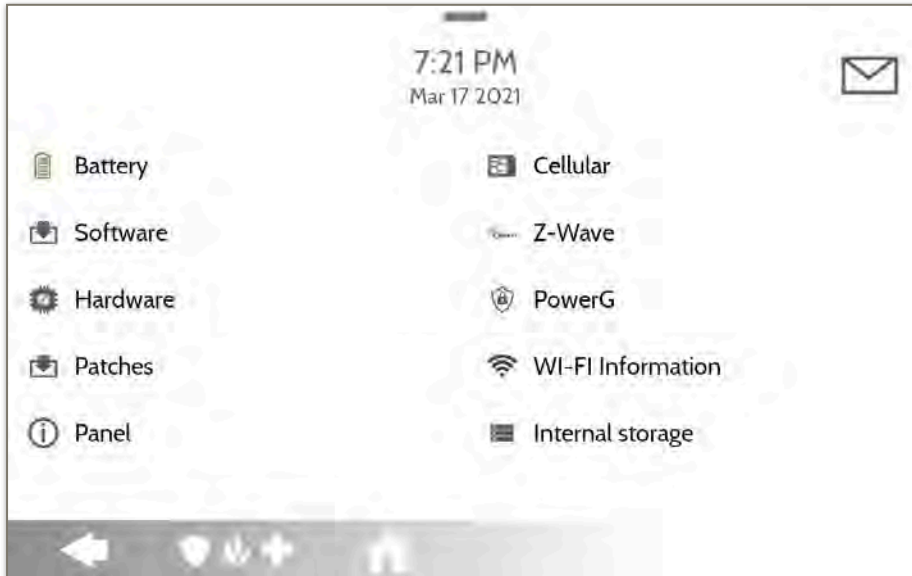 7:21 PM
Mar 17 2021
Battery
Software
Hardware
Patches
Panel
Cellular
Z-Wave
PowerG
WI-FI Information
Internal storage